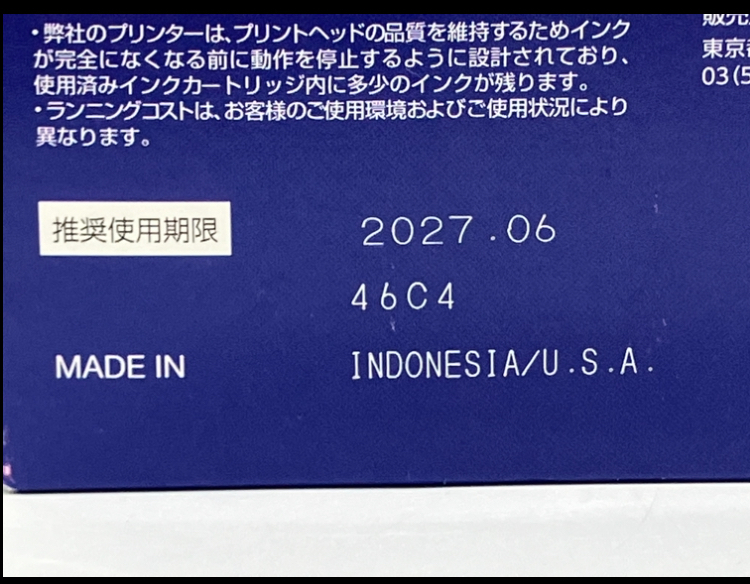 ・弊社のプリンターは、プリントヘッドの品質を維持するためインク
が完全になくなる前に動作を停止するように設計されており、
使用済みインクカートリッジ内に多少のインクが残ります。
・ランニングコストは、お客様のご使用環境およびご使用状況により
異なります。
販売
東京
03(5
推奨使用期限 2027.06
46C4
MADE IN INDONESIA/U.S.A.